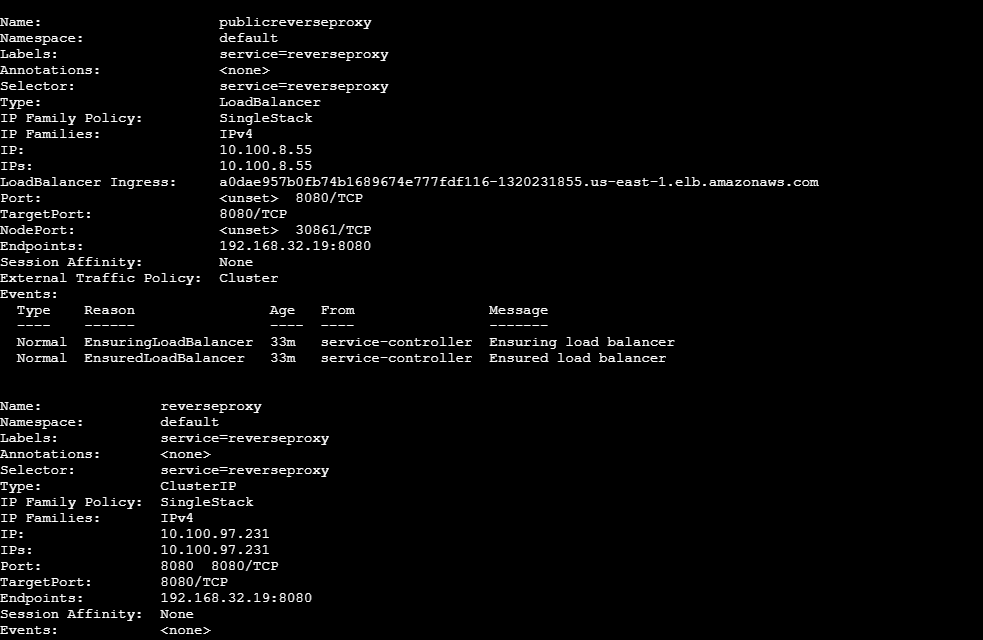 Name:                     publicreverseproxy
Namespace:                default
Labels:                   service=reverseproxy
Annotations:              <none>
Selector:                 service=reverseproxy
Type:                     LoadBalancer
IP Family Policy:         SingleStack
IP Families:              IPv4
IP:                       10.100.8.55
IPs:                      10.100.8.55
LoadBalancer Ingress:     a0dae957b0fb74b1689674e777fdf116-1320231855.us-east-1.elb.amazonaws.com
Port:                     <unset>  8080/TCP
TargetPort:               8080/TCP
NodePort:                 <unset>  30861/TCP
Endpoints:                192.168.32.19:8080
Session Affinity:         None
External Traffic Policy:  Cluster
Events:
  Type    Reason                Age   From                Message
  ----    ------                ----  ----                -------
  Normal  EnsuringLoadBalancer  33m   service-controller  Ensuring load balancer
  Normal  EnsuredLoadBalancer   33m   service-controller  Ensured load balancer
Name:              reverseproxy
Namespace:         default
Labels:            service=reverseproxy
Annotations:       <none>
Selector:          service=reverseproxy
Type:              ClusterIP
IP Family Policy:  SingleStack
IP Families:       IPv4
IP:                10.100.97.231
IPs:               10.100.97.231
Port:              8080  8080/TCP
TargetPort:        8080/TCP
Endpoints:         192.168.32.19:8080
Session Affinity:  None
Events:            <none>